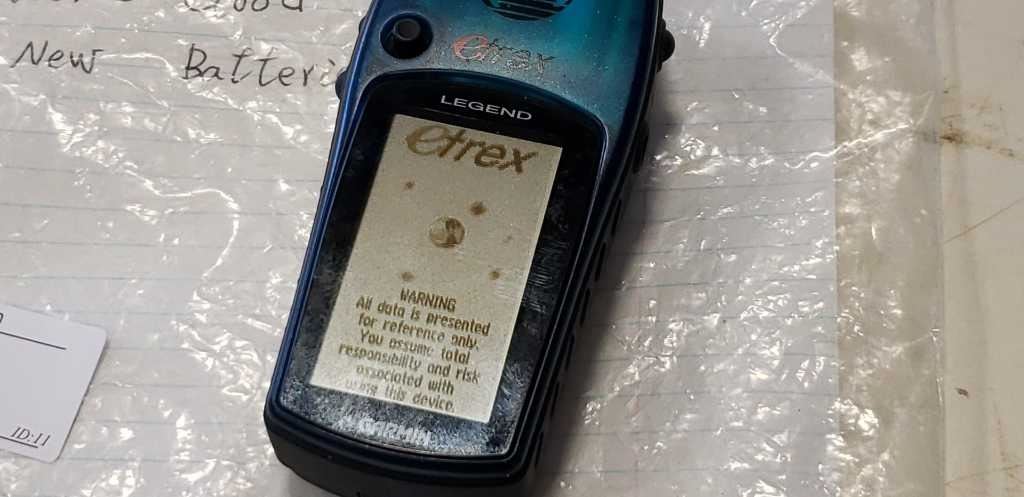 New Batteri
etrex
LEGEND
etrex
WARNING
All data is presented
for reference only.
You assume total
responsibility and risk
associated with
using this device.
GARMIN
ID:11